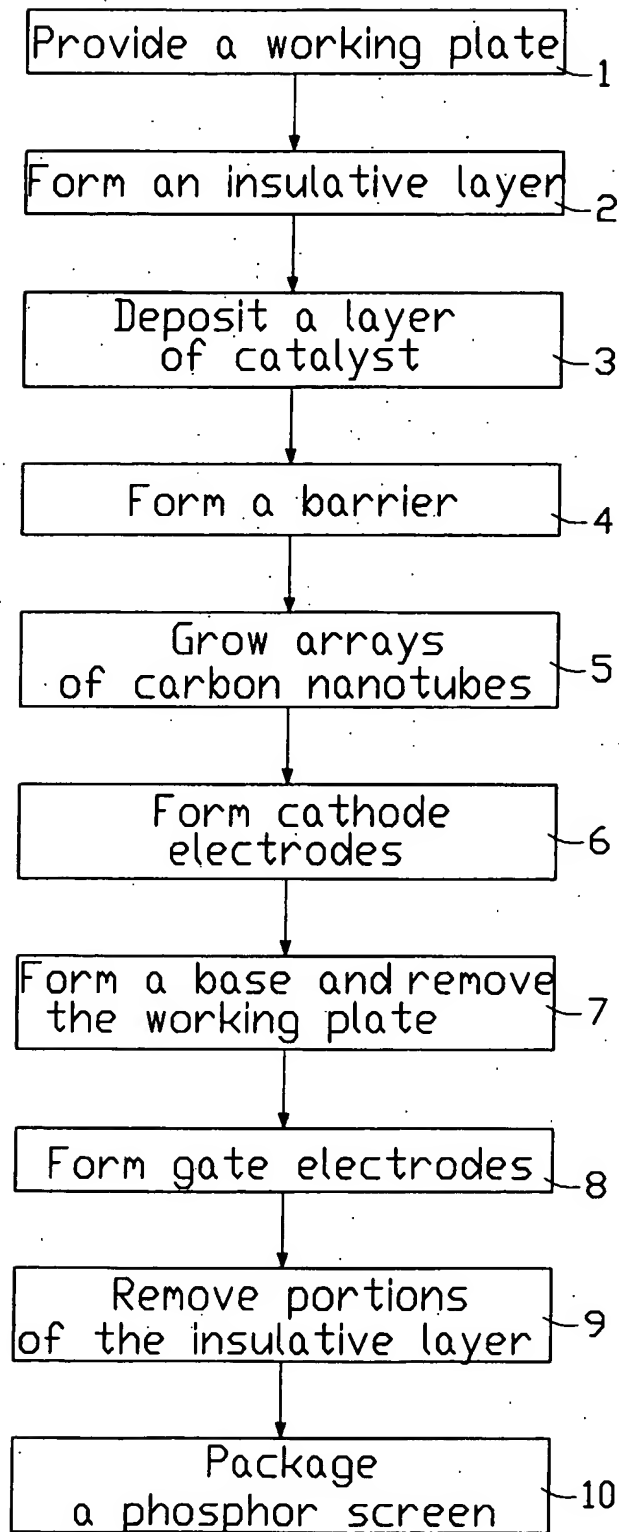 Provide a working plate
1
Form an insulative layer
2
Deposit a layer
of catalyst
3
Form a barrier
4
Grow arrays
of carbon nanotubes
5
Form cathode
electrodes
6
Form a base and remove
the working plate
7
Form gate electrodes
8
Remove portions
of the insulative layer
9
Package
a phosphor screen
10